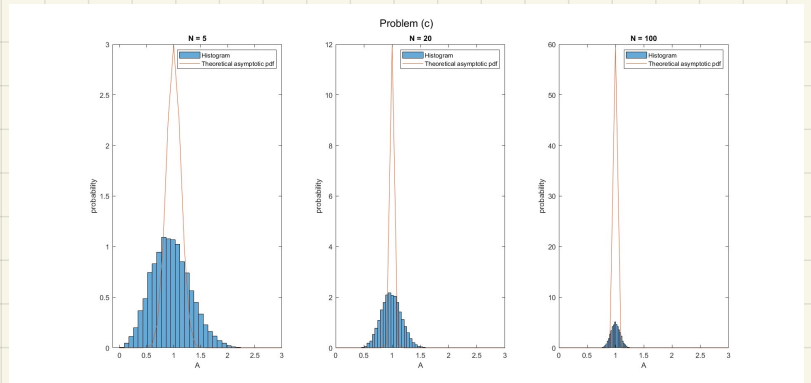 Problem (c)
N = 5
Histogram
Theoretical asymptotic pdf
3
2.5
2
1.5
1
0.5
0
probability
0 0.5 1 1.5 2 2.5 3
A
N = 20
Histogram
Theoretical asymptotic pdf
12
10
8
6
4
2
0
probability
0 0.5 1 1.5 2 2.5 3
A
N = 100
Histogram
Theoretical asymptotic pdf
60
50
40
30
20
10
0
probability
0 0.5 1 1.5 2 2.5 3
A